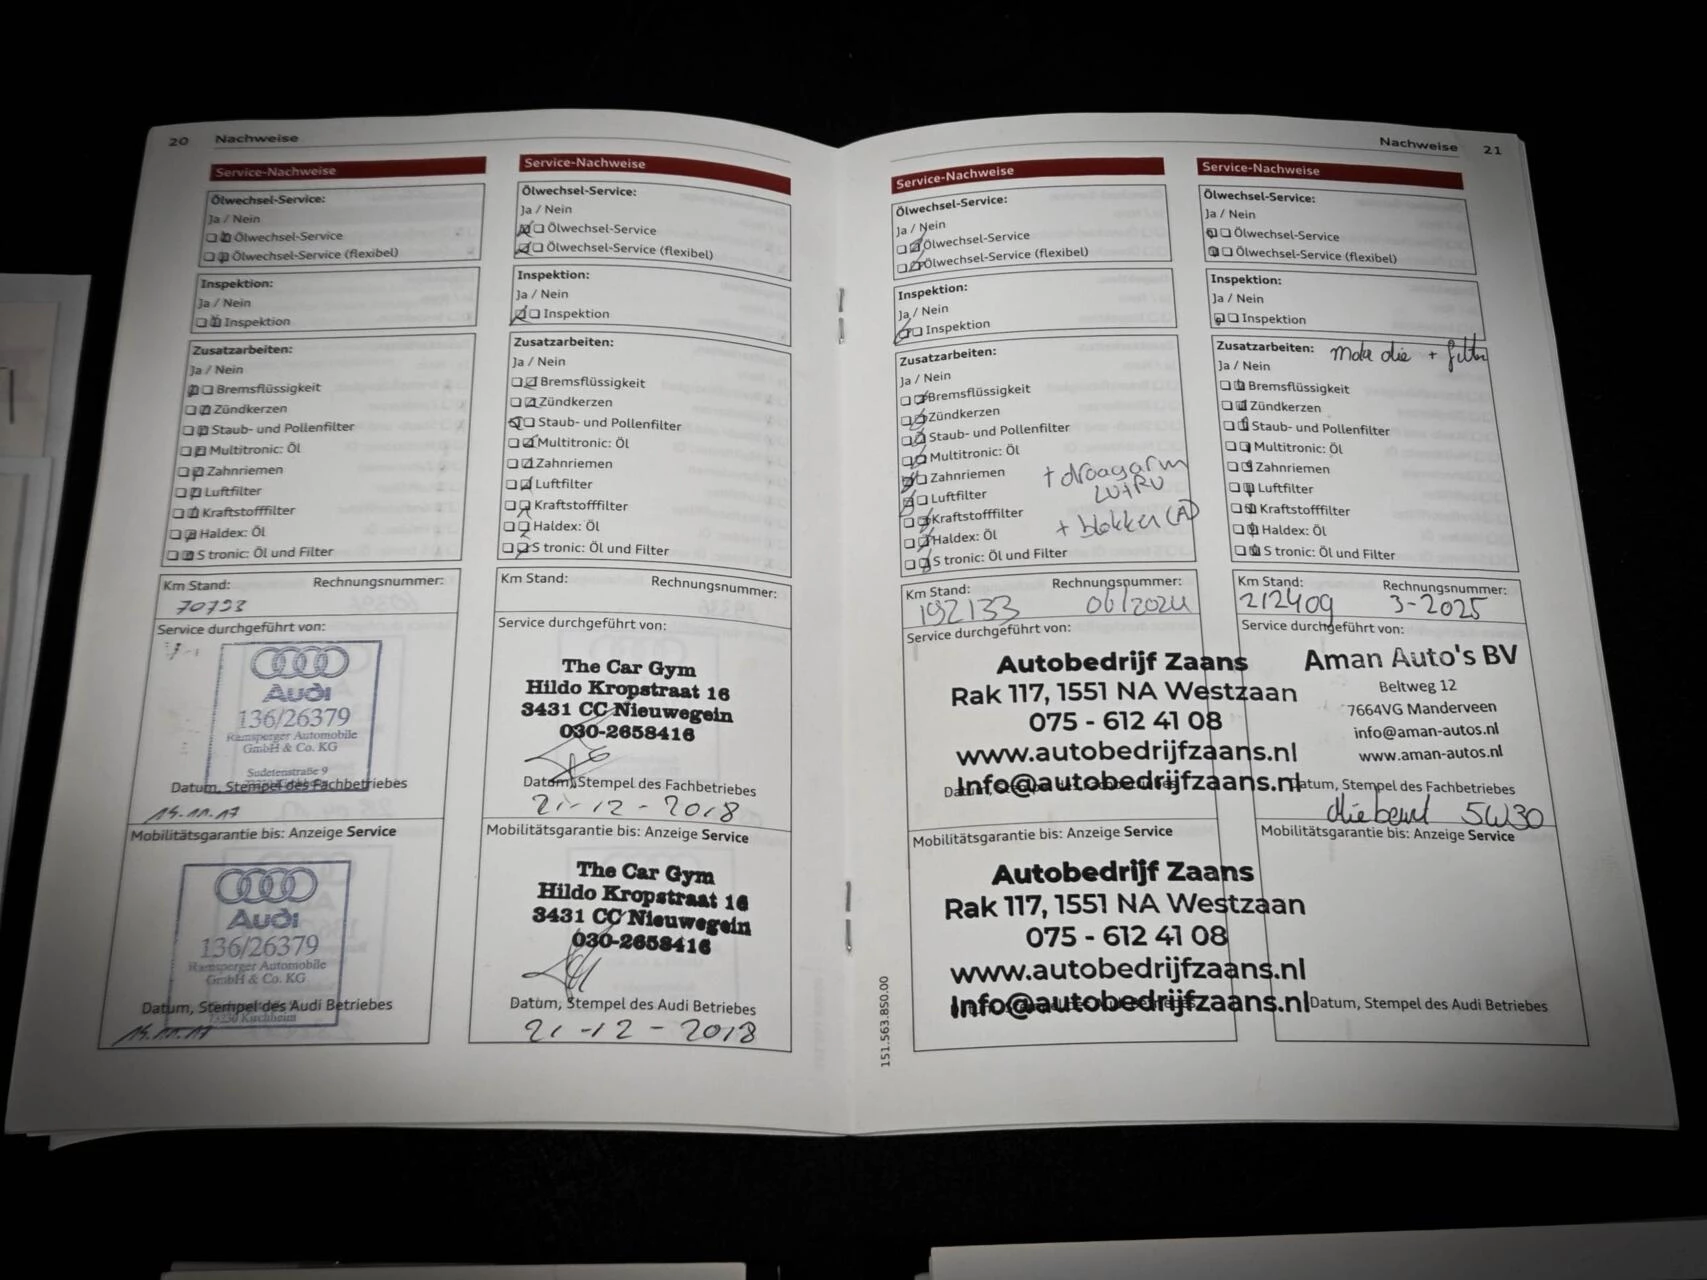 20 Nachweise
Service-Nachweise
Ölwechsel-Service:
Ja / Nein
Ölwechsel-Service
Ölwechsel-Service (flexibel)
Inspektion:
Ja / Nein
Inspektion
Zusatzarbeiten:
Ja / Nein
Bremsflüssigkeit
Zündkerzen
Staub- und Pollenfilter
Multitronic: Öl
Zahnriemen
Luftfilter
Kraftstofffilter
Haldex: Öl
S tronic: Öl und Filter
Km Stand: Rechnungsnummer:
70793
Service durchgeführt von:
Audi
136/26379
Ramsperger Automobile
GmbH & Co. KG
Sudetenstraße 9
Datum, Stempel des Fachbetriebes
14.11.17
Mobilitätsgarantie bis: Anzeige Service
Audi
136/26379
Ramsperger Automobile
GmbH & Co. KG
Datum, Stempel des Audi Betriebes
73230 Kirchheim
14.11.17
Service-Nachweise
Ölwechsel-Service:
Ja / Nein
Ölwechsel-Service
Ölwechsel-Service (flexibel)
Inspektion:
Ja / Nein
Inspektion
Zusatzarbeiten:
Ja / Nein
Bremsflüssigkeit
Zündkerzen
Staub- und Pollenfilter
Multitronic: Öl
Zahnriemen
Luftfilter
Kraftstofffilter
Haldex: Öl
S tronic: Öl und Filter
Km Stand: Rechnungsnummer:
Service durchgeführt von:
The Car Gym
Hildo Kropstraat 16
3431 CC Nieuwegein
030-2658416
Datum, Stempel des Fachbetriebes
21-12-2018
Mobilitätsgarantie bis: Anzeige Service
The Car Gym
Hildo Kropstraat 16
3431 CC Nieuwegein
030-2658416
Datum, Stempel des Audi Betriebes
21-12-2018
Nachweise 21
Service-Nachweise
Ölwechsel-Service:
Ja / Nein
Ölwechsel-Service
Ölwechsel-Service (flexibel)
Inspektion:
Ja / Nein
Inspektion
Zusatzarbeiten:
Ja / Nein
Bremsflüssigkeit
Zündkerzen
Staub- und Pollenfilter
Multitronic: Öl
Zahnriemen
+ draagarm
Luftfilter
LV+RV
Kraftstofffilter
+ blokker (A)
Haldex: Öl
S tronic: Öl und Filter
Km Stand: Rechnungsnummer:
192133 06/2024
Service durchgeführt von:
Autobedrijf Zaans
Rak 117, 1551 NA Westzaan
075 - 612 41 08
www.autobedrijfzaans.nl
Info@autobedrijfzaans.nl
Mobilitätsgarantie bis: Anzeige Service
Autobedrijf Zaans
Rak 117, 1551 NA Westzaan
075 - 612 41 08
www.autobedrijfzaans.nl
Info@autobedrijfzaans.nl
151.563.850.00
Service-Nachweise
Ölwechsel-Service:
Ja / Nein
Ölwechsel-Service
Ölwechsel-Service (flexibel)
Inspektion:
Ja / Nein
Inspektion
Zusatzarbeiten:
Ja / Nein
Bremsflüssigkeit
Zündkerzen
Staub- und Pollenfilter
Multitronic: Öl
Zahnriemen
Luftfilter
Kraftstofffilter
Haldex: Öl
S tronic: Öl und Filter
Km Stand: Rechnungsnummer:
212409 3-2025
Service durchgeführt von:
Aman Auto's BV
Beltweg 12
7664VG Manderveen
info@aman-autos.nl
www.aman-autos.nl
Datum, Stempel des Fachbetriebes
5W30
Mobilitätsgarantie bis: Anzeige Service
Datum, Stempel des Audi Betriebes